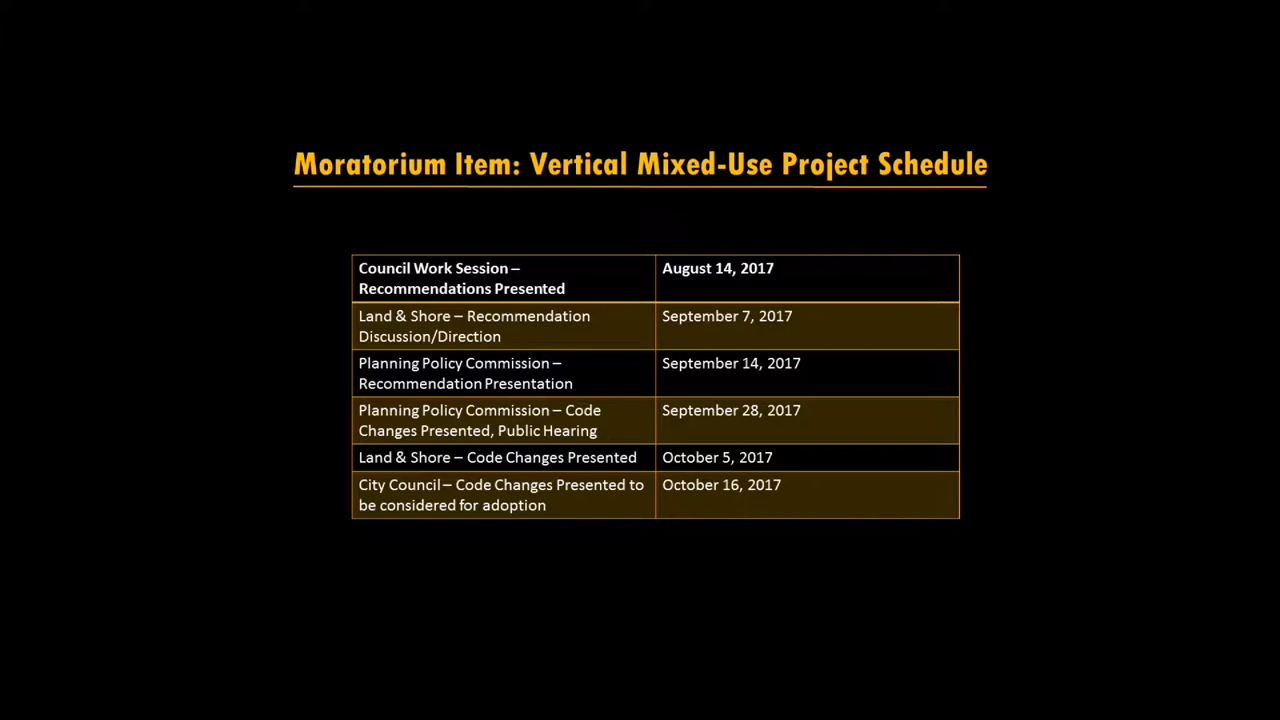 Moratorium Item: Vertical Mixed-Use Project Schedule
Council Work Session –
Recommendations Presented
August 14, 2017
Land & Shore – Recommendation
Discussion/Direction
September 7, 2017
Planning Policy Commission –
Recommendation Presentation
September 14, 2017
Planning Policy Commission – Code
Changes Presented, Public Hearing
September 28, 2017
Land & Shore – Code Changes Presented
October 5, 2017
City Council – Code Changes Presented to
be considered for adoption
October 16, 2017